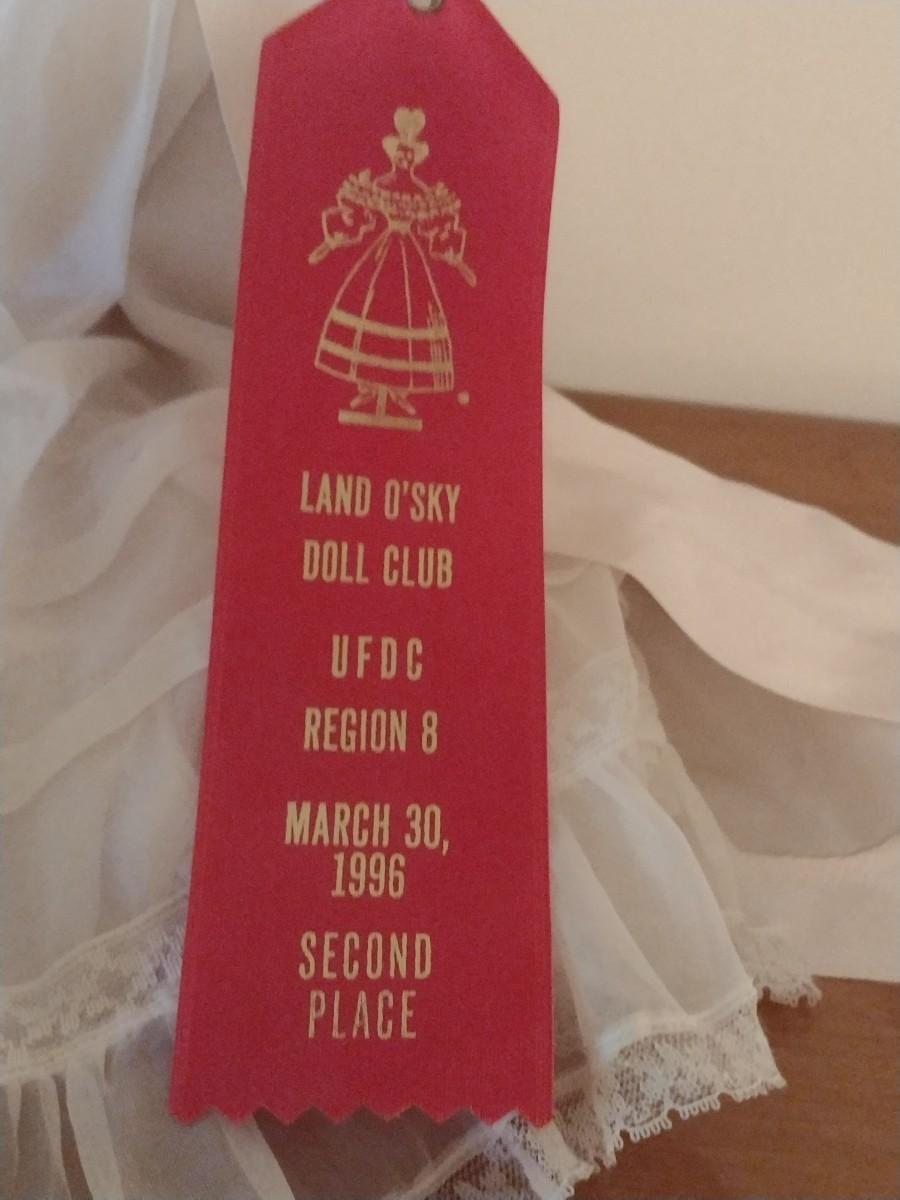 LAND O'SKY
DOLL CLUB
UFDC
REGION 8
MARCH 30,
1996
SECOND
PLACE